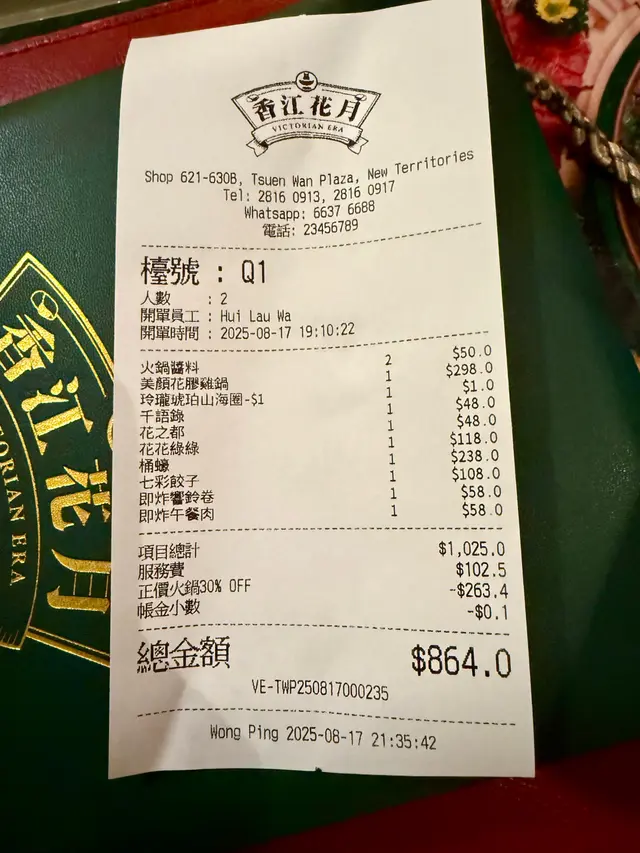 香江花月
VICTORIAN ERA
Shop 621-630B, Tsuen Wan Plaza, New Territories
Tel: 2816 0913, 2816 0917
Whatsapp: 6637 6688
電話: 23456789
檯號 : Q1
人數 : 2
開單員工 : Hui Lau Wa
開單時間 : 2025-08-17 19:10:22
火鍋醬料 2 $50.0
美顏花膠雞鍋 1 $298.0
玲瓏琥珀山海圈-$1 1 $1.0
千語錄 1 $48.0
花之都 1 $48.0
花花綠綠 1 $118.0
桶蠔 1 $238.0
七彩餃子 1 $108.0
即炸響鈴卷 1 $58.0
即炸午餐肉 1 $58.0
項目總計 $1,025.0
服務費 $102.5
正價火鍋30% OFF -$263.4
帳金小數 -$0.1
總金額 $864.0
VE-TWP250817000235
Wong Ping 2025-08-17 21:35:42
香江花月
TORIAN ERA